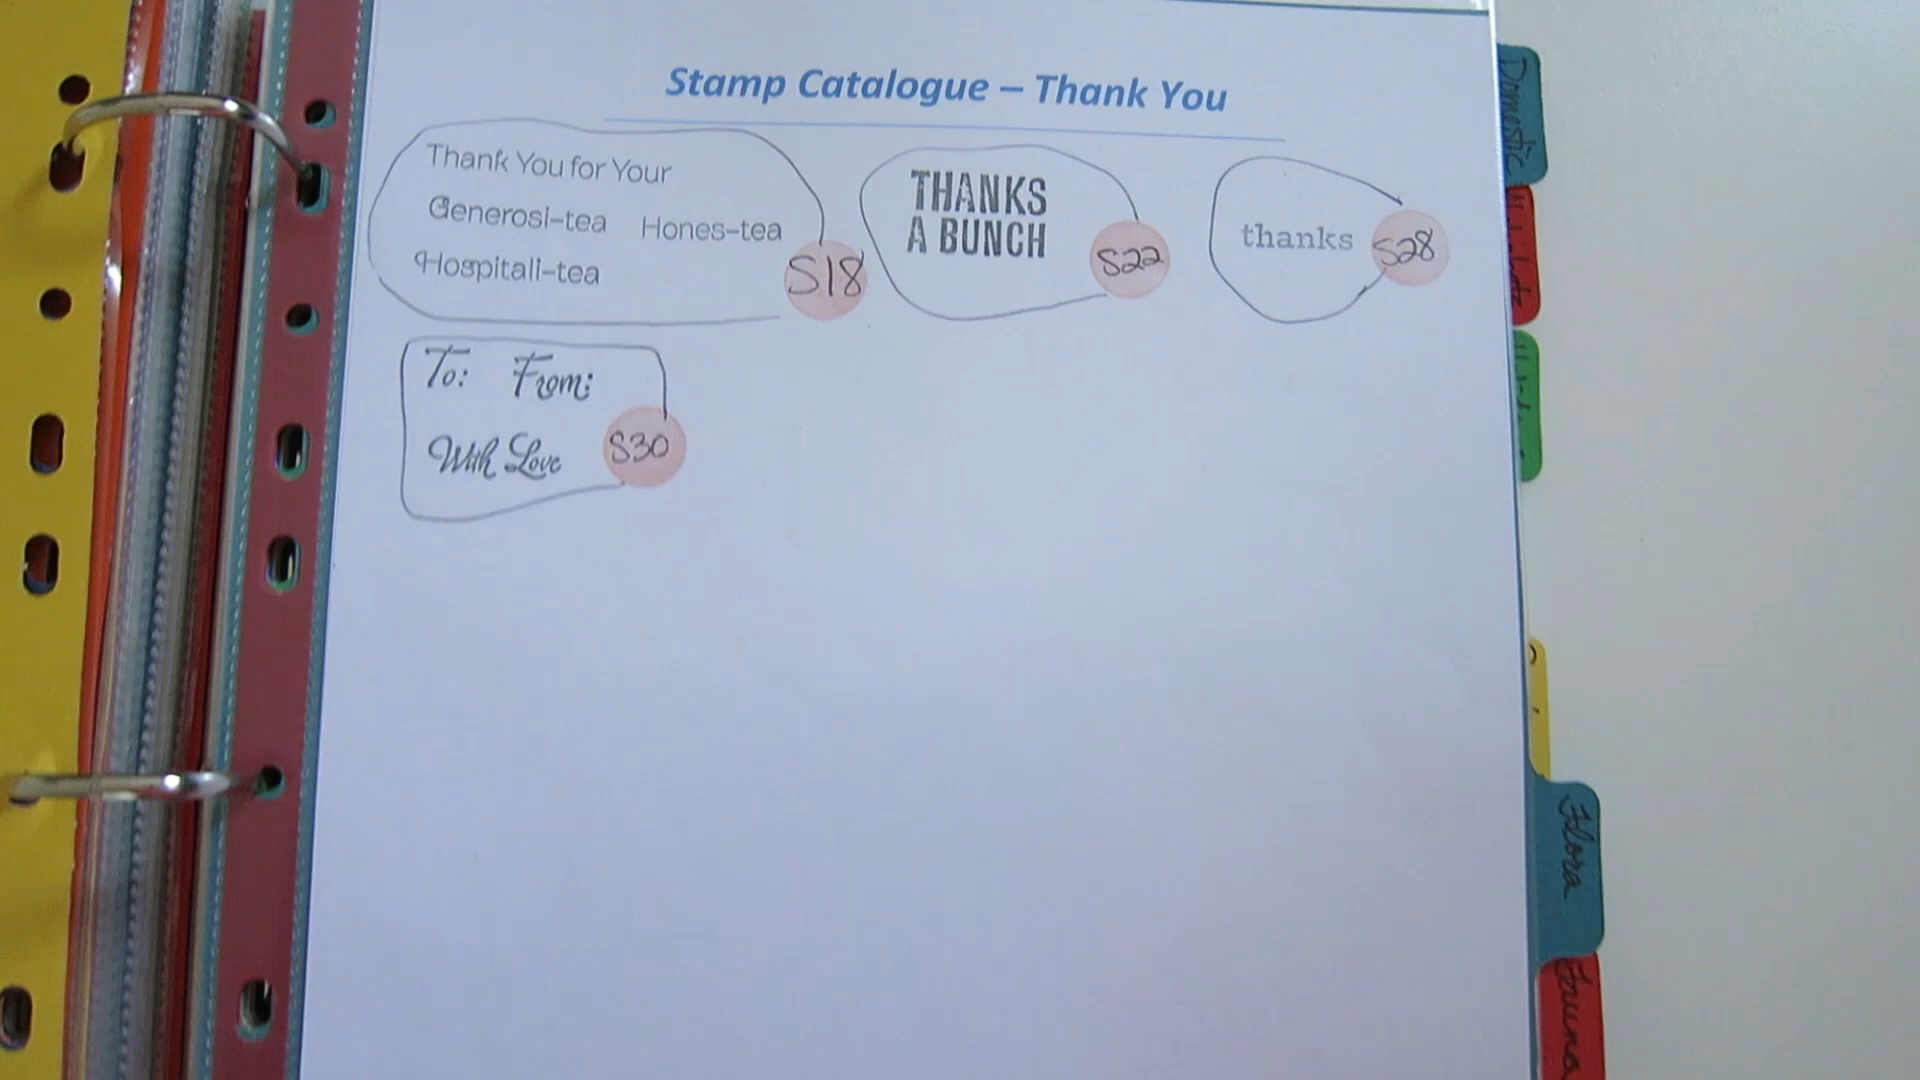 Stamp Catalogue – Thank You
Thank You for Your
Generosi-tea Hones-tea
Hospitali-tea
S18
THANKS
A BUNCH
S22
thanks
S28
To: From:
With Love
S30
Domestic
Flora
Fauna